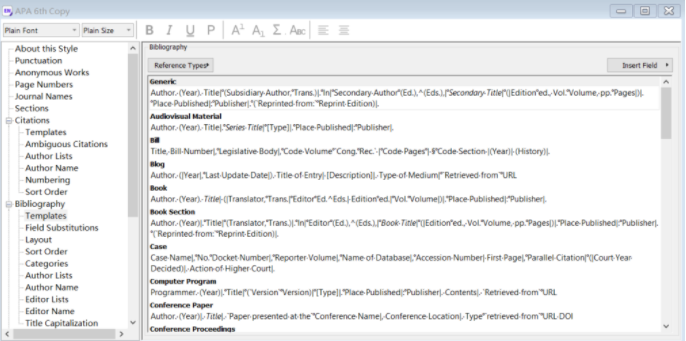 APA 6th Copy
Plain Font
Plain Size
B I U P A¹ A₁ Σ .ABC
About this Style
Punctuation
Anonymous Works
Page Numbers
Journal Names
Sections
Citations
Templates
Ambiguous Citations
Author Lists
Author Name
Numbering
Sort Order
Bibliography
Templates
Field Substitutions
Layout
Sort Order
Categories
Author Lists
Author Name
Editor Lists
Editor Name
Title Capitalization
Bibliography
Reference Types
Insert Field
Generic
Author.·(Year).·Title|°(Subsidiary·Author,°Trans.)|.°In|°Secondary·Author°(Ed.),^(Eds.),|°Secondary·Title°(|Edition°ed.,·Vol.°Volume,·pp.°Pages|)|.
°Place·Published|:°Publisher|.·(`Reprinted·from:`°Reprint·Edition)|.
Audiovisual Material
Author.·(Year).·Title|.°Series·Title|°[Type]|.°Place·Published|:°Publisher|.
Bill
Title,·Bill·Number|,°Legislative·Body|,°Code·Volume°`Cong.°Rec.`·|°Code·Pages°|·§°Code·Section·|(Year)|·(History)|.
Blog
Author.·(|Year|,°Last·Update·Date|).·Title·of·Entry|·[Description]|.·Type·of·Medium|°`Retrieved·from`°URL
Book
Author.·(Year).·Title|·(|Translator,°Trans.|°Editor°Ed.^Eds.|·Edition°ed.|°Vol.°Volume|)|.°Place·Published|:°Publisher|.
Book Section
Author.·(Year)|.°Title|°(Translator,°Trans.)|.°In|°Editor°(Ed.),^(Eds.),|°Book·Title|°(|Edition°ed.,·Vol.°Volume,·pp.°Pages|)|.°Place·Published|:°Publisher|.
°(`Reprinted·from:`°Reprint·Edition)|.
Case
Case·Name|,°No.°Docket·Number|,°Reporter·Volume|,°Name·of·Database|,°Accession·Number|·First·Page|,°Parallel·Citation|°(|Court·Year·
Decided)|,·Action·of·Higher·Court|.
Computer Program
Programmer.·(Year)|.°Title|°(`Version`°Version)|°[Type]|.°Place·Published|:°Publisher|.·Contents|.·`Retrieved·from`°URL
Conference Paper
Author.·(Year)|.·Title|.·`Paper·presented·at·the`°Conference·Name|,·Conference·Location|.·Type°`retrieved·from`°URL·DOI
Conference Proceedings